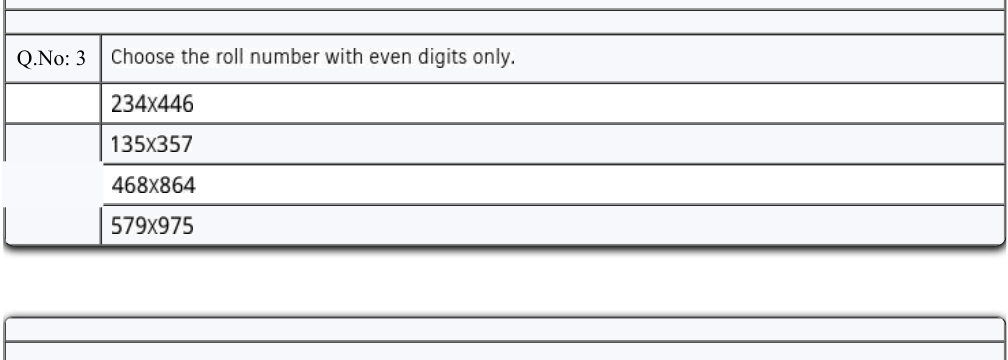 Q.No: 3 Choose the roll number with even digits only.
234X446
135X357
468X864
579X975